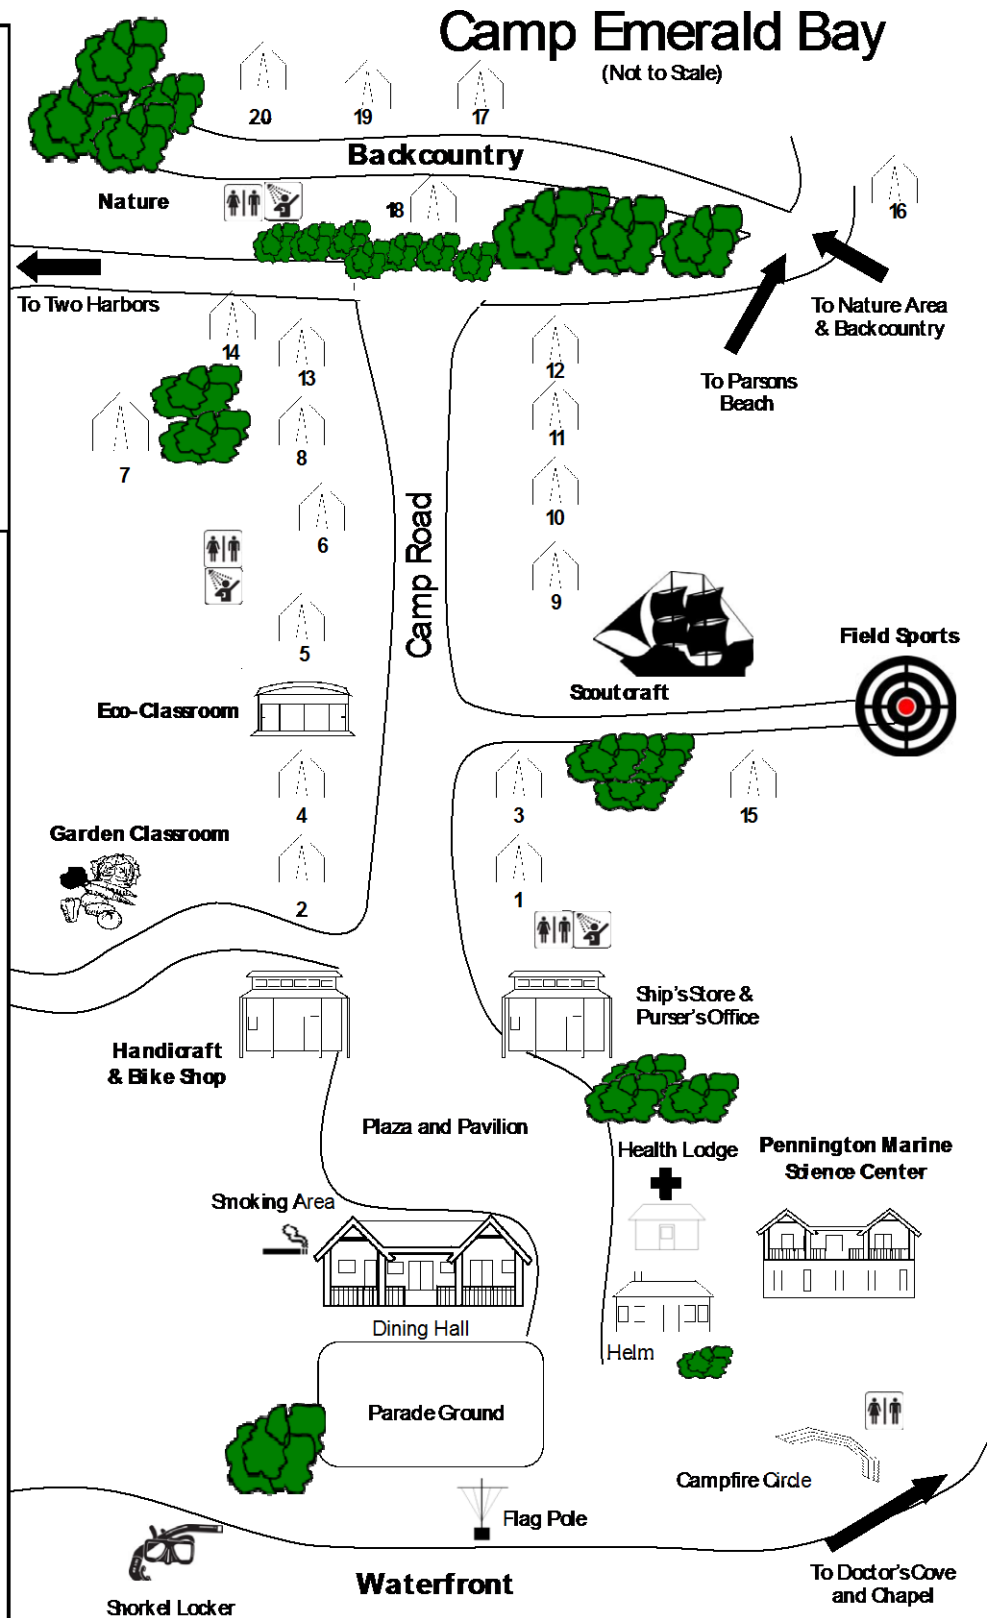 Camp Emerald Bay
(Not to Scale)
20
19
17
Backcountry
Nature
18
16
To Two Harbors
To Nature Area
& Backcountry
14
13
12
To Parsons
Beach
7
8
11
10
6
Camp Road
9
5
Field Sports
Scoutcraft
Eco-Classroom
4
3
15
Garden Classroom
2
1
Ship's Store &
Purser's Office
Handicraft
& Bike Shop
Plaza and Pavilion
Health Lodge
Pennington Marine
Science Center
Smoking Area
Dining Hall
Helm
Parade Ground
Campfire Circle
Flag Pole
To Doctor's Cove
and Chapel
Waterfront
Snorkel Locker